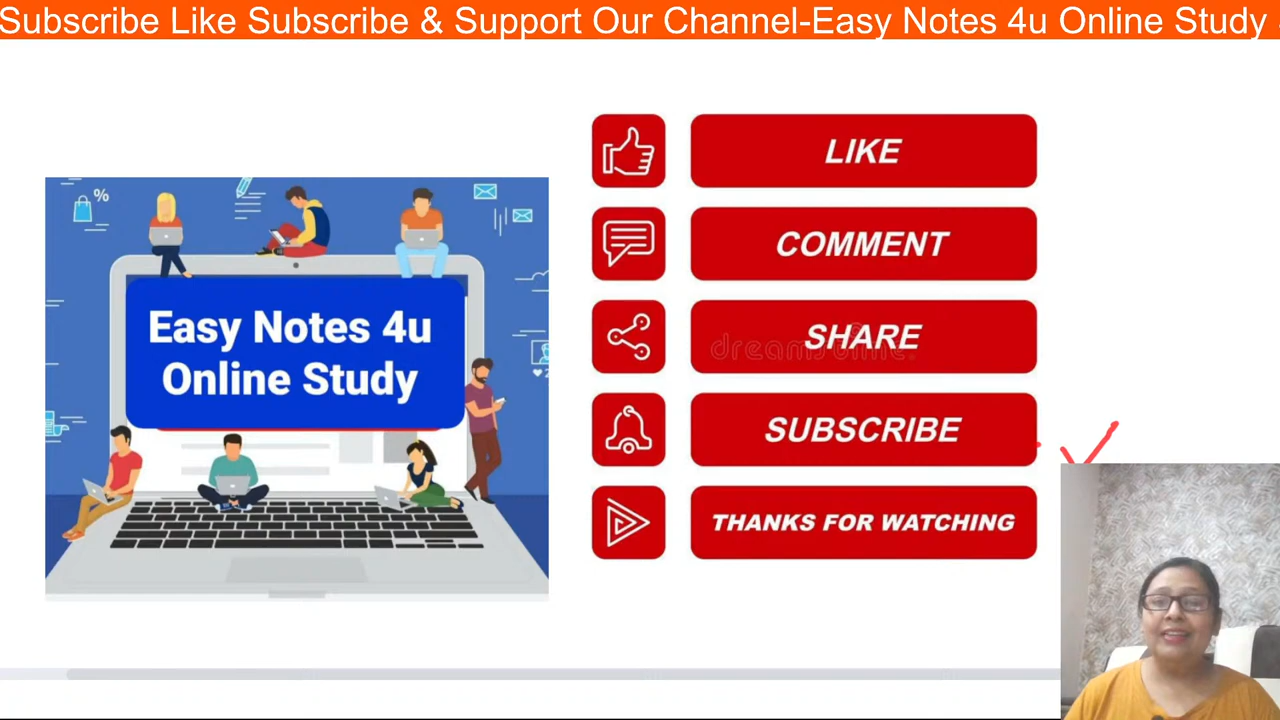 Subscribe Like Subscribe & Support Our Channel-Easy Notes 4u Online Study
%
Easy Notes 4u
Online Study
LIKE
COMMENT
SHARE
SUBSCRIBE
THANKS FOR WATCHING